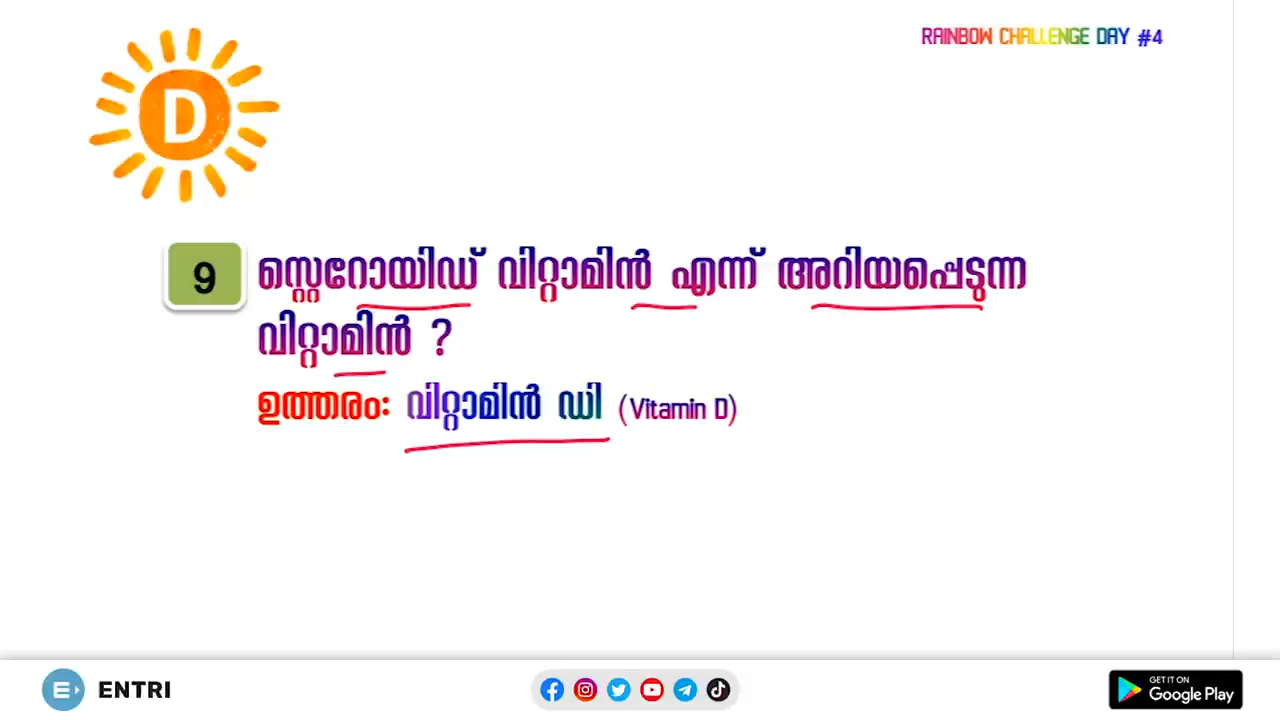 RAINBOW CHALLENGE DAY #4
D
9 സ്റ്റെറോയിഡ് വിറ്റാമിൻ എന്ന് അറിയപ്പെടുന്ന
വിറ്റാമിൻ ?
ഉത്തരം: വിറ്റാമിൻ ഡി (Vitamin D)
E ENTRI
GET IT ON
Google Play